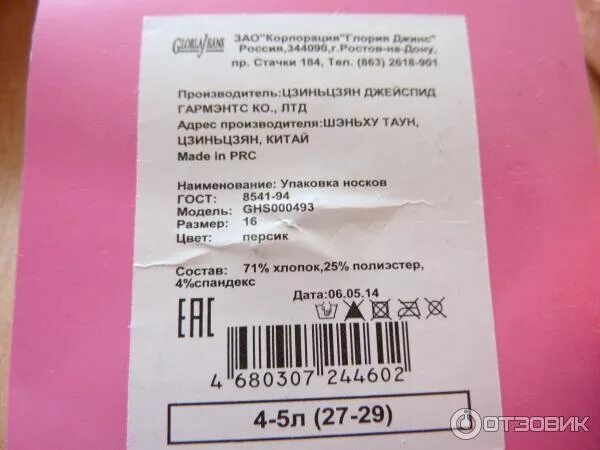 GLORIA JEANS
ЗАО"Корпорация"Глория Джинс"
Россия,344090,г.Ростов-на-Дону,
пр. Стачки 184, Тел. (863) 2618-901
Производитель:ЦЗИНЬЦЗЯН ДЖЕЙСПИД
ГАРМЭНТС КО., ЛТД
Адрес производителя:ШЭНЬХУ ТАУН,
ЦЗИНЬЦЗЯН, КИТАЙ
Made in PRC
Наименование: Упаковка носков
ГОСТ: 8541-94
Модель: GHS000493
Размер: 16
Цвет: персик
Состав: 71% хлопок,25% полиэстер,
4%спандекс
Дата:06.05.14
ЕАС
4 680307 244602
4-5л (27-29)
ОТЗОВИК